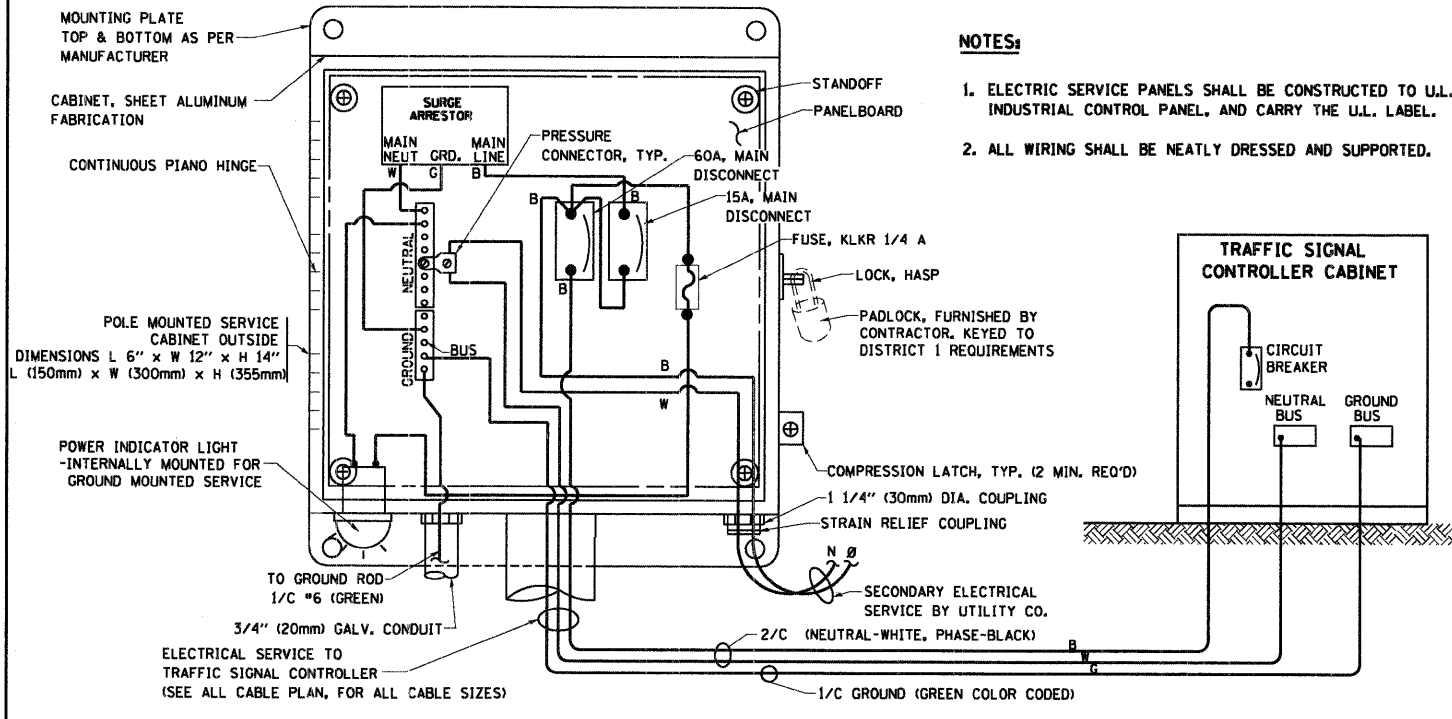 MOUNTING PLATE
TOP & BOTTOM AS PER
MANUFACTURER
CABINET, SHEET ALUMINUM
FABRICATION
CONTINUOUS PIANO HINGE
POLE MOUNTED SERVICE
CABINET OUTSIDE
DIMENSIONS L 6" x W 12" x H 14"
L (150mm) x W (300mm) x H (355mm)
POWER INDICATOR LIGHT
-INTERNALLY MOUNTED FOR
GROUND MOUNTED SERVICE
SURGE
ARRESTOR
MAIN
NEUT
GRD.
MAIN
LINE
W
G
B
PRESSURE
CONNECTOR, TYP.
NEUTRAL
GROUND
BUS
B
B
B
60A, MAIN
DISCONNECT
15A, MAIN
DISCONNECT
STANDOFF
PANELBOARD
FUSE, KLKR 1/4 A
LOCK, HASP
PADLOCK, FURNISHED BY
CONTRACTOR. KEYED TO
DISTRICT 1 REQUIREMENTS
B
W
COMPRESSION LATCH, TYP. (2 MIN. REQ'D)
1 1/4" (30mm) DIA. COUPLING
STRAIN RELIEF COUPLING
N Ø
SECONDARY ELECTRICAL
SERVICE BY UTILITY CO.
TO GROUND ROD
1/C #6 (GREEN)
3/4" (20mm) GALV. CONDUIT
ELECTRICAL SERVICE TO
TRAFFIC SIGNAL CONTROLLER
(SEE ALL CABLE PLAN, FOR ALL CABLE SIZES)
2/C (NEUTRAL-WHITE, PHASE-BLACK)
B
W
G
1/C GROUND (GREEN COLOR CODED)
NOTES:
1. ELECTRIC SERVICE PANELS SHALL BE CONSTRUCTED TO U.L.
INDUSTRIAL CONTROL PANEL, AND CARRY THE U.L. LABEL.
2. ALL WIRING SHALL BE NEATLY DRESSED AND SUPPORTED.
TRAFFIC SIGNAL
CONTROLLER CABINET
CIRCUIT
BREAKER
NEUTRAL
BUS
GROUND
BUS